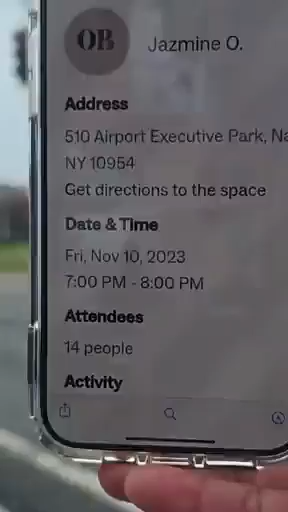 OB
Jazmine O.
Address
510 Airport Executive Park,
NY 10954
Get directions to the space
Date & Time
Fri, Nov 10, 2023
7:00 PM - 8:00 PM
Attendees
14 people
Activity